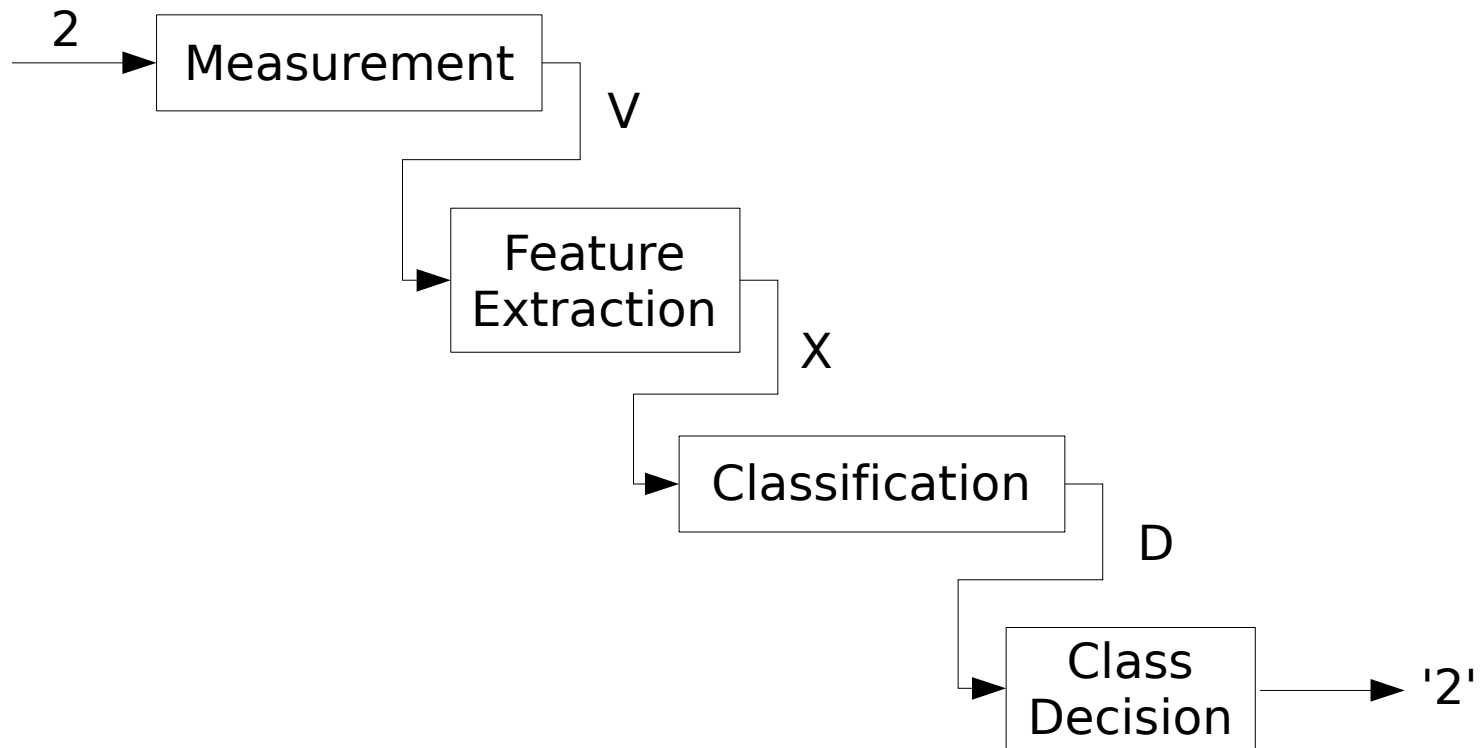 2
Measurement
V
Feature
Extraction
X
Classification
D
Class
Decision
'2'